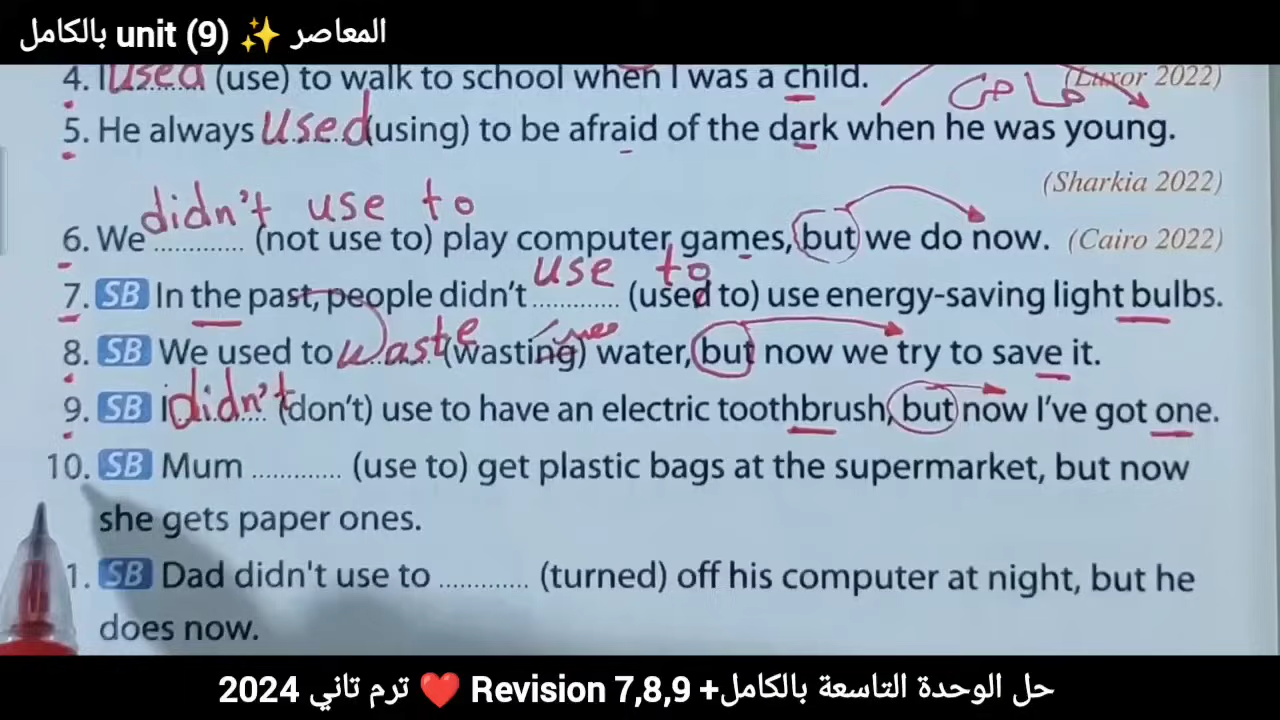 المعاصر ✨ unit (9) بالكامل
4. I used (use) to walk to school when I was a child. (Luxor 2022)
ماضي
5. He always used (using) to be afraid of the dark when he was young.
(Sharkia 2022)
didn't use to
6. We ............. (not use to) play computer games, but we do now. (Cairo 2022)
use to
7. SB In the past, people didn't ............. (used to) use energy-saving light bulbs.
8. SB We used to waste (wasting) water, but now we try to save it.
9. SB I didn't (don't) use to have an electric toothbrush, but now I've got one.
10. SB Mum ............. (use to) get plastic bags at the supermarket, but now
she gets paper ones.
1. SB Dad didn't use to ............. (turned) off his computer at night, but he
does now.
حل الوحدة التاسعة بالكامل+ Revision 7,8,9 ❤️ ترم تاني 2024